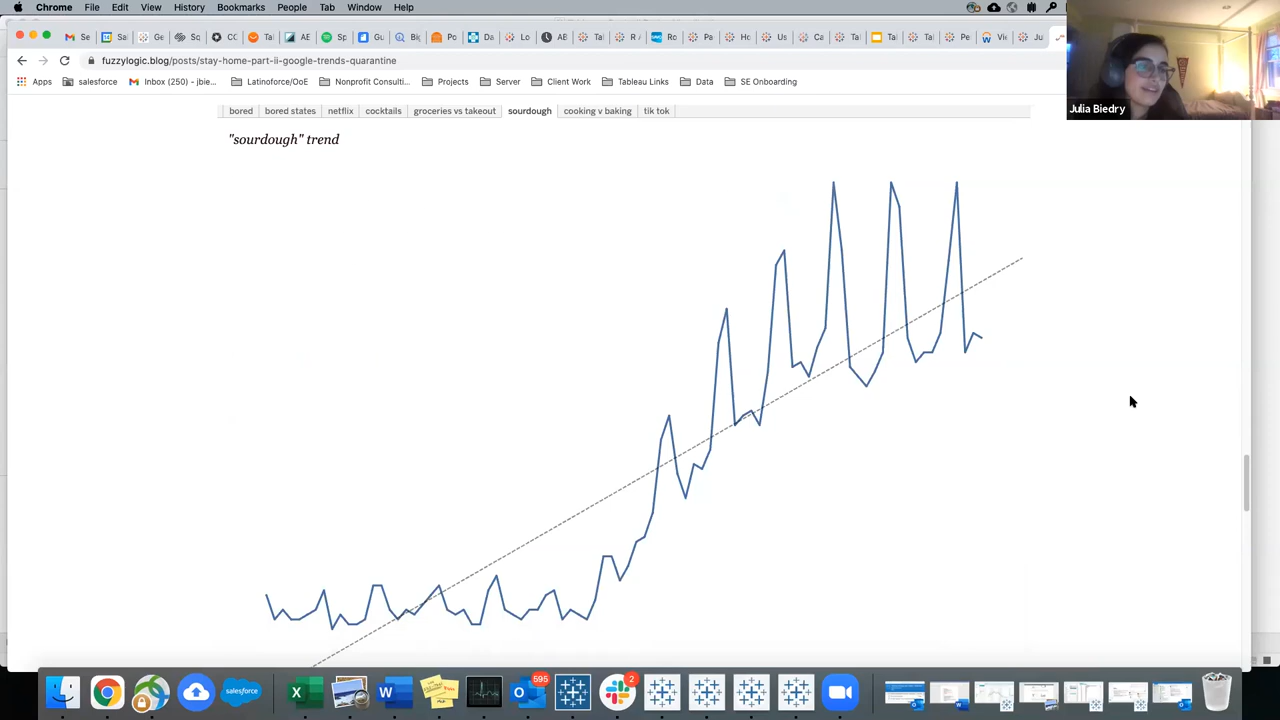 Chrome File Edit View History Bookmarks People Tab Window Help
fuzzylogic.blog/posts/stay-home-part-ii-google-trends-quarantine
Apps salesforce Inbox (250) - jbie... Latinoforce/OoE Nonprofit Consulti... Projects Server Client Work Tableau Links Data SE Onboarding
bored bored states netflix cocktails groceries vs takeout sourdough cooking v baking tik tok
Julia Biedry
"sourdough" trend
salesforce
595
2